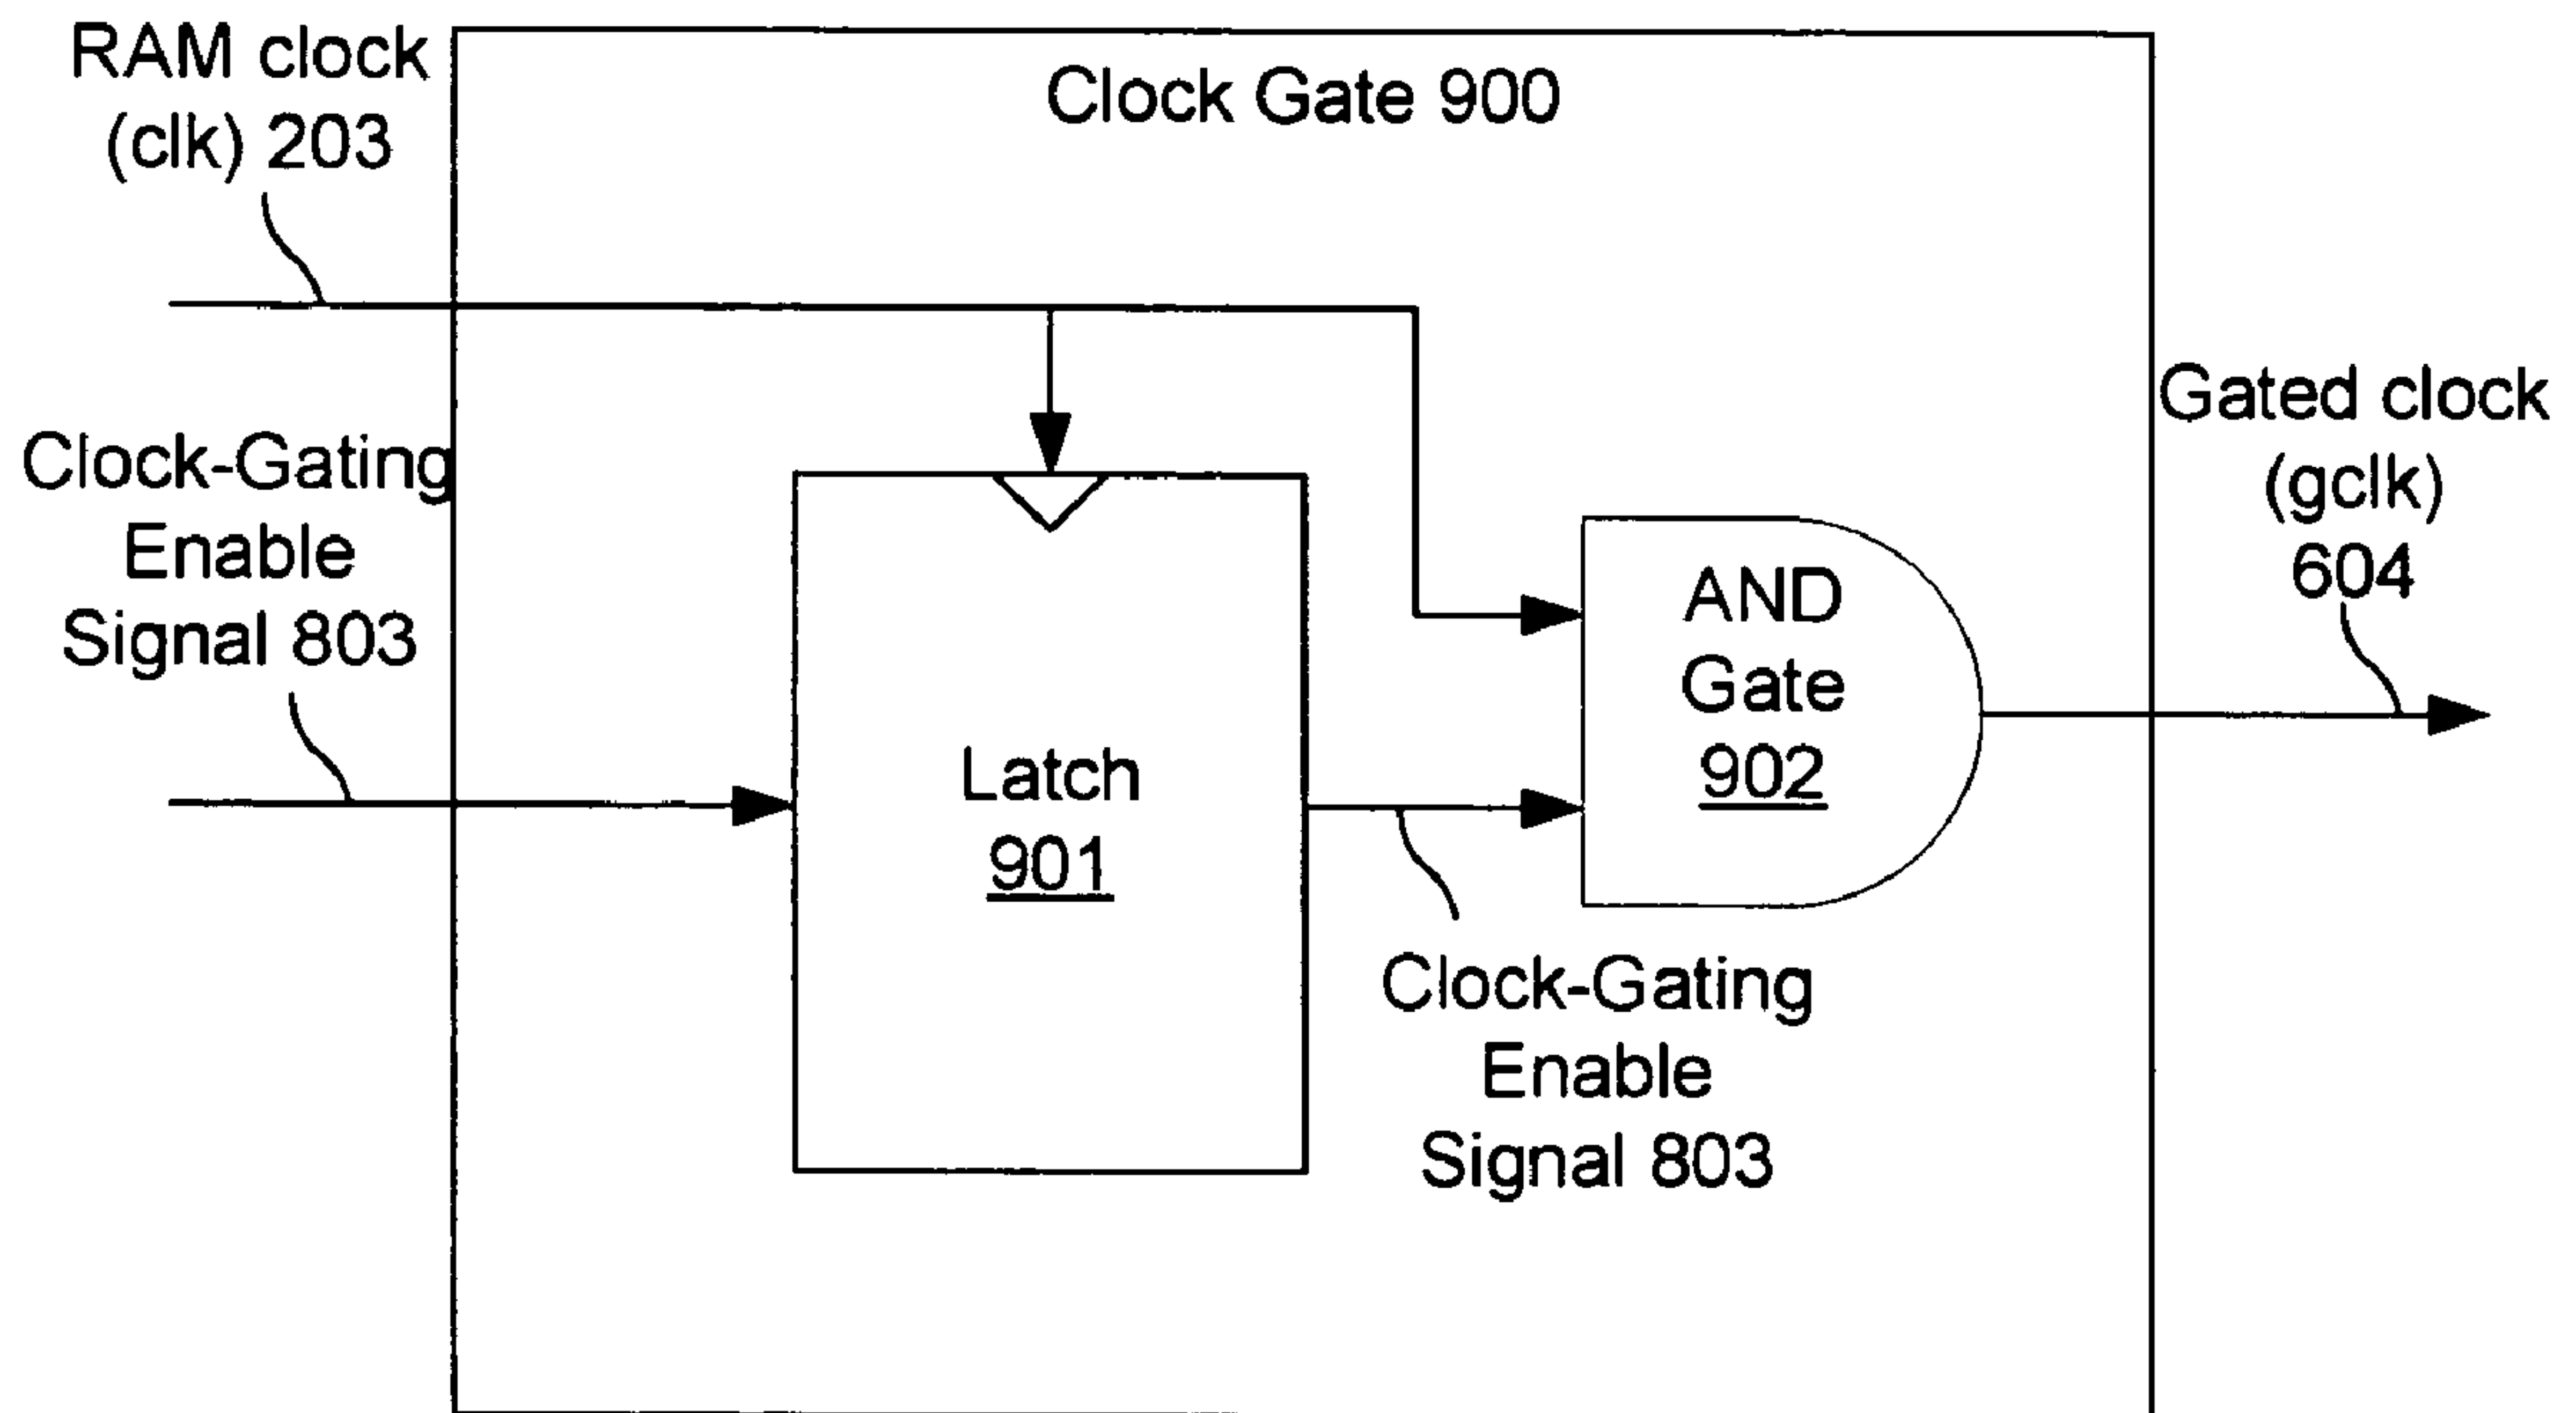 RAM clock
(clk) 203
Clock Gate 900
Clock-Gating
Enable
Signal 803
Gated clock
(gclk)
604
AND
Gate
902
Latch
901
Clock-Gating
Enable
Signal 803